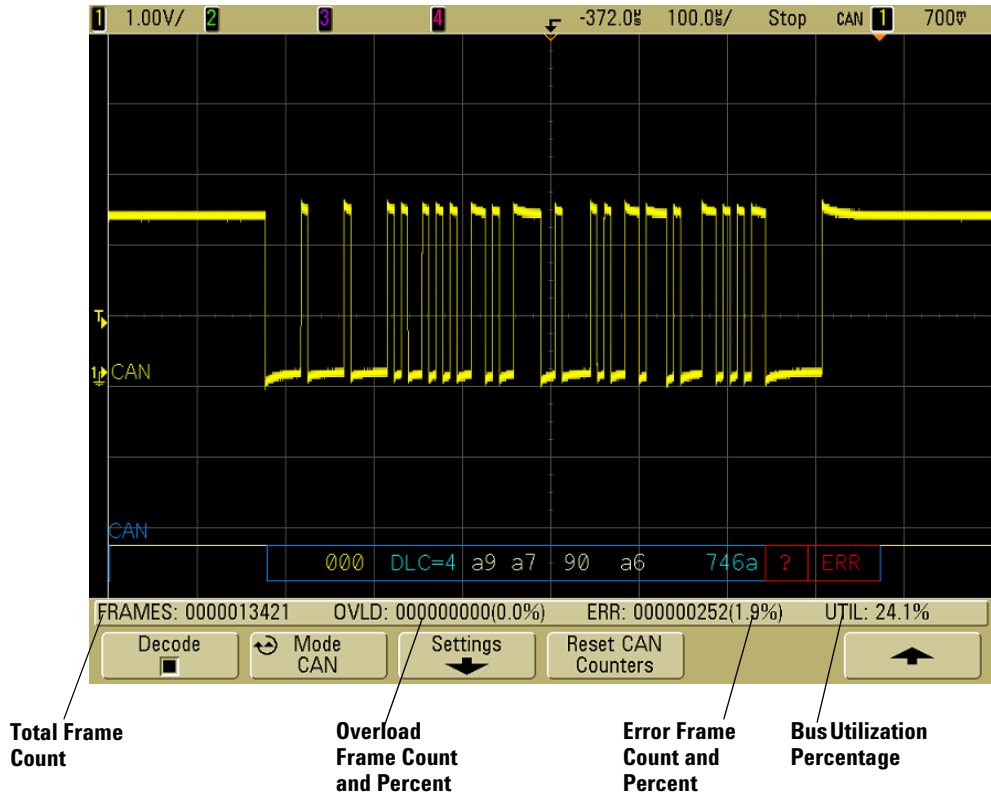 1 1.00V/ 2 3 4 -372.0µs 100.0µs/ Stop CAN 1 700mV
T
1 CAN
CAN
000 DLC=4 a9 a7 90 a6 746a ? ERR
FRAMES: 0000013421 OVLD: 000000000(0.0%) ERR: 000000252(1.9%) UTIL: 24.1%
Decode
Mode
CAN
Settings
Reset CAN
Counters
Total Frame
Count
Overload
Frame Count
and Percent
Error Frame
Count and
Percent
Bus Utilization
Percentage